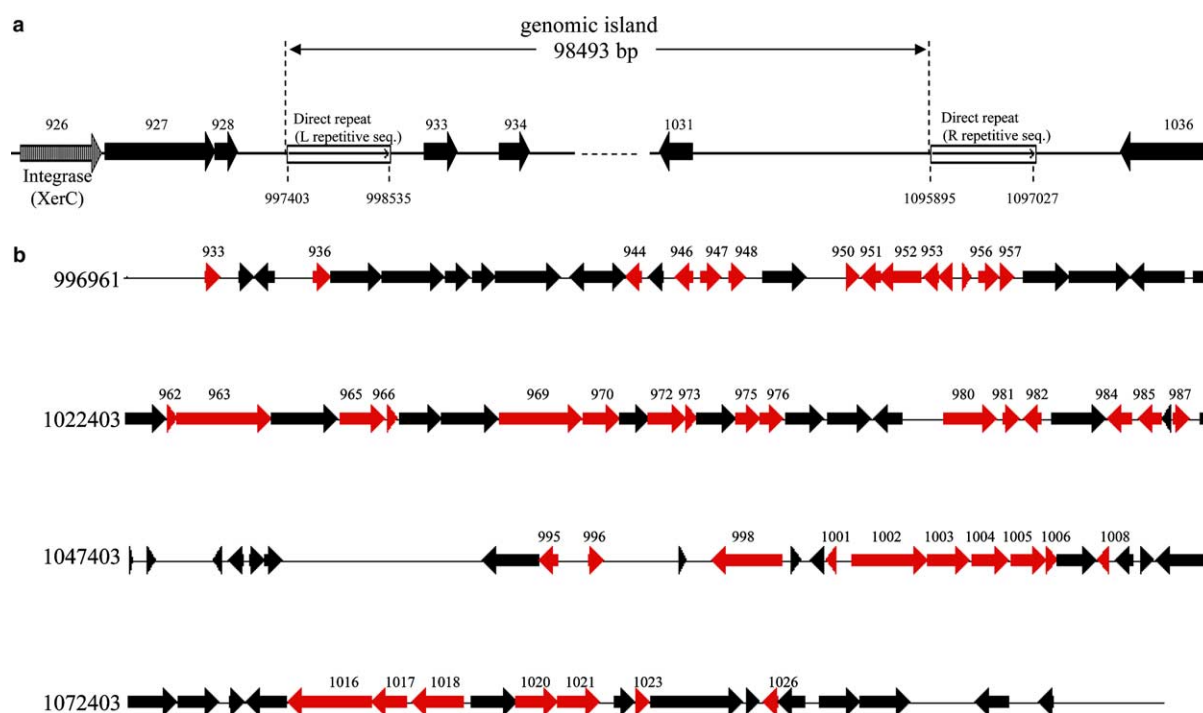 a
genomic island
98493 bp
926 927 928 Direct repeat (L repetitive seq.) 933 934 1031 Direct repeat (R repetitive seq.) 1036
Integrase (XerC)
997403 998535 1095895 1097027
b
996961 933 936 944 946 947 948 950 951 952 953 956 957
1022403 962 963 965 966 969 970 972 973 975 976 980 981 982 984 985 987
1047403 995 996 998 1001 1002 1003 1004 1005 1006 1008
1072403 1016 1017 1018 1020 1021 1023 1026